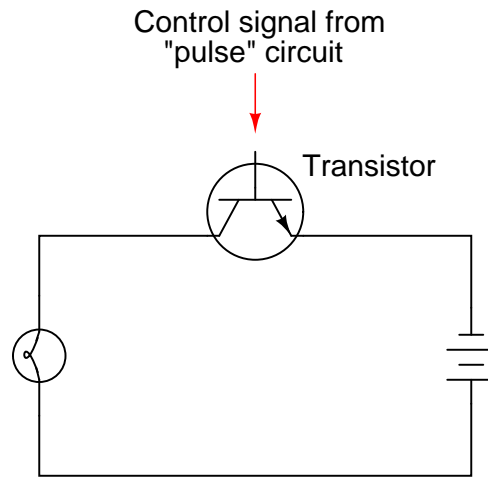 Control signal from
"pulse" circuit
Transistor